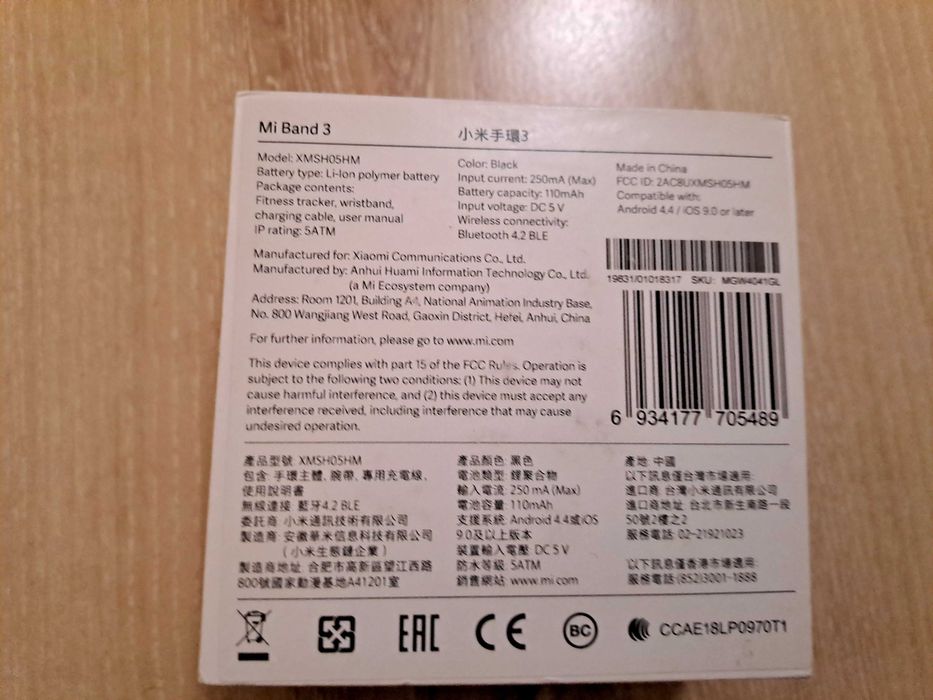 Mi Band 3
小米手環3
Model: XMSH05HM
Battery type: Li-Ion polymer battery
Package contents:
Fitness tracker, wristband,
charging cable, user manual
IP rating: 5ATM
Color: Black
Input current: 250mA (Max)
Battery capacity: 110mAh
Input voltage: DC 5 V
Wireless connectivity:
Bluetooth 4.2 BLE
Made in China
FCC ID: 2AC8UXMSH05HM
Compatible with:
Android 4.4 / iOS 9.0 or later
Manufactured for: Xiaomi Communications Co., Ltd.
Manufactured by: Anhui Huami Information Technology Co., Ltd.
(a Mi Ecosystem company)
Address: Room 1201, Building A4, National Animation Industry Base,
No. 800 Wangjiang West Road, Gaoxin District, Hefei, Anhui, China
For further information, please go to www.mi.com
This device complies with part 15 of the FCC Rules. Operation is
subject to the following two conditions: (1) This device may not
cause harmful interference, and (2) this device must accept any
interference received, including interference that may cause
undesired operation.
19831/01018317 SKU: MGW4041GL
6 934177 705489
產品型號: XMSH05HM
包含: 手環主體、腕帶、專用充電線、
使用說明書
無線連接: 藍牙4.2 BLE
委託商: 小米通訊技術有限公司
製造商: 安徽華米信息科技有限公司
(小米生態鏈企業)
製造商地址: 合肥市高新區望江西路
800號國家動漫基地A41201室
產品顏色: 黑色
電池類型: 鋰聚合物
輸入電流: 250 mA (Max)
電池容量: 110mAh
支援系統: Android 4.4或iOS
9.0及以上版本
裝置輸入電壓: DC 5 V
防水等級: 5ATM
銷售網站: www.mi.com
產地: 中國
以下訊息僅台灣市場適用:
進口商: 台灣小米通訊有限公司
進口商地址: 台北市新生南路一段
50號2樓之2
服務電話: 02-21921023
以下訊息僅香港市場適用:
服務電話: (852)3001-1888
EAC
CE
BC
CCAE18LP0970T1